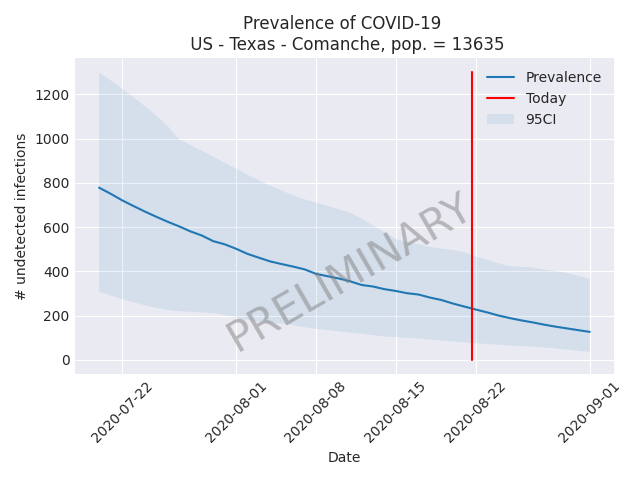 Prevalence of COVID-19
US - Texas - Comanche, pop. = 13635
Prevalence
Today
95CI
1200
1000
800
600
400
200
0
# undetected infections
PRELIMINARY
2020-07-22
2020-08-01
2020-08-08
2020-08-15
2020-08-22
2020-09-01
Date